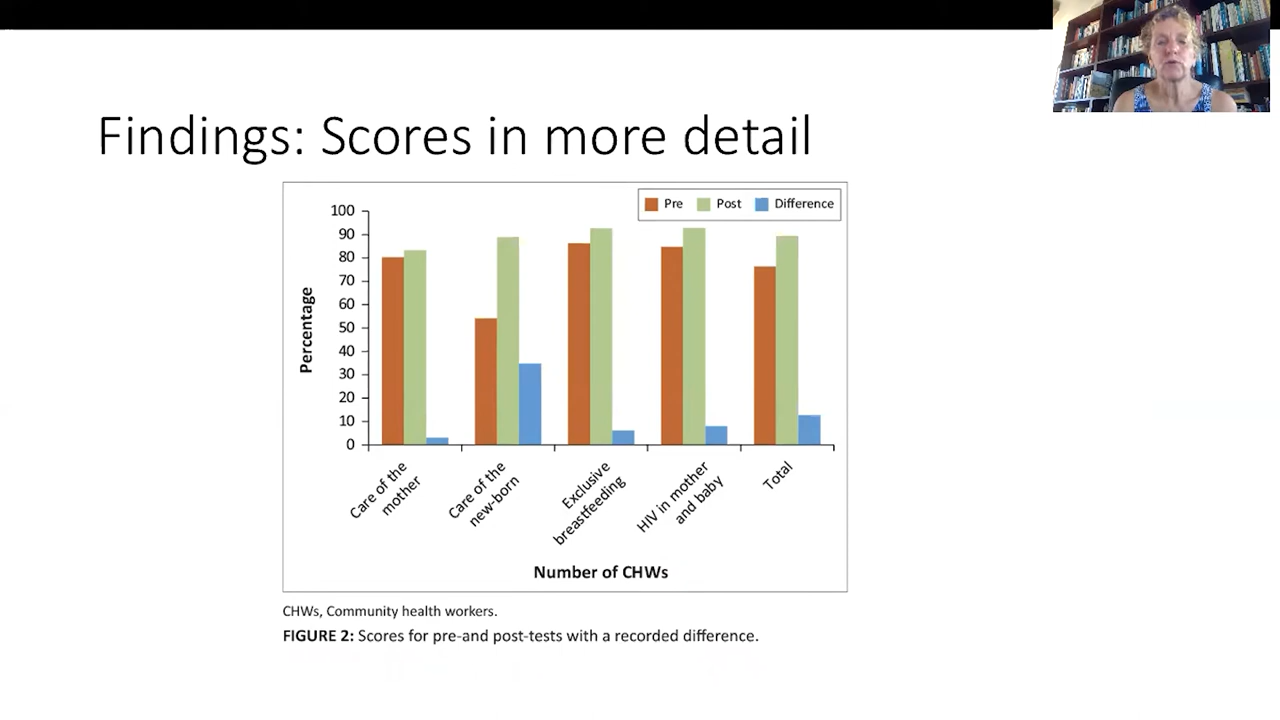 Findings: Scores in more detail
Pre Post Difference
100
90
80
70
60
50
40
30
20
10
0
Percentage
Care of the
mother
Care of the
new-born
Exclusive
breastfeeding
HIV in mother
and baby
Total
Number of CHWs
CHWs, Community health workers.
FIGURE 2: Scores for pre-and post-tests with a recorded difference.